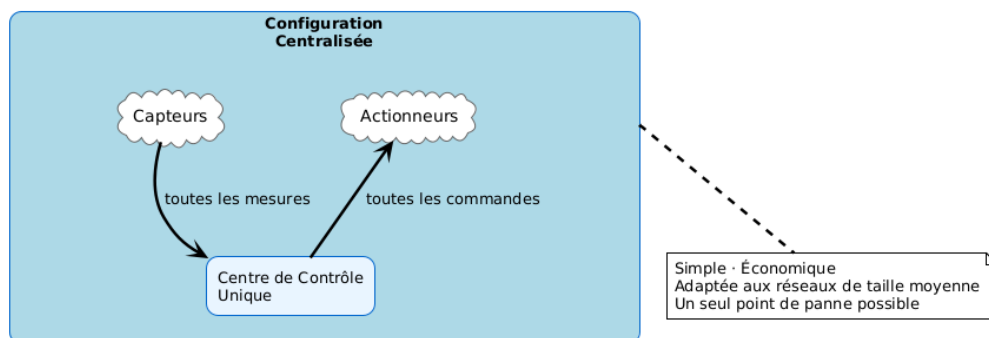 Configuration
Centralisée
Capteurs
Actionneurs
toutes les mesures
toutes les commandes
Centre de Contrôle
Unique
Simple · Économique
Adaptée aux réseaux de taille moyenne
Un seul point de panne possible